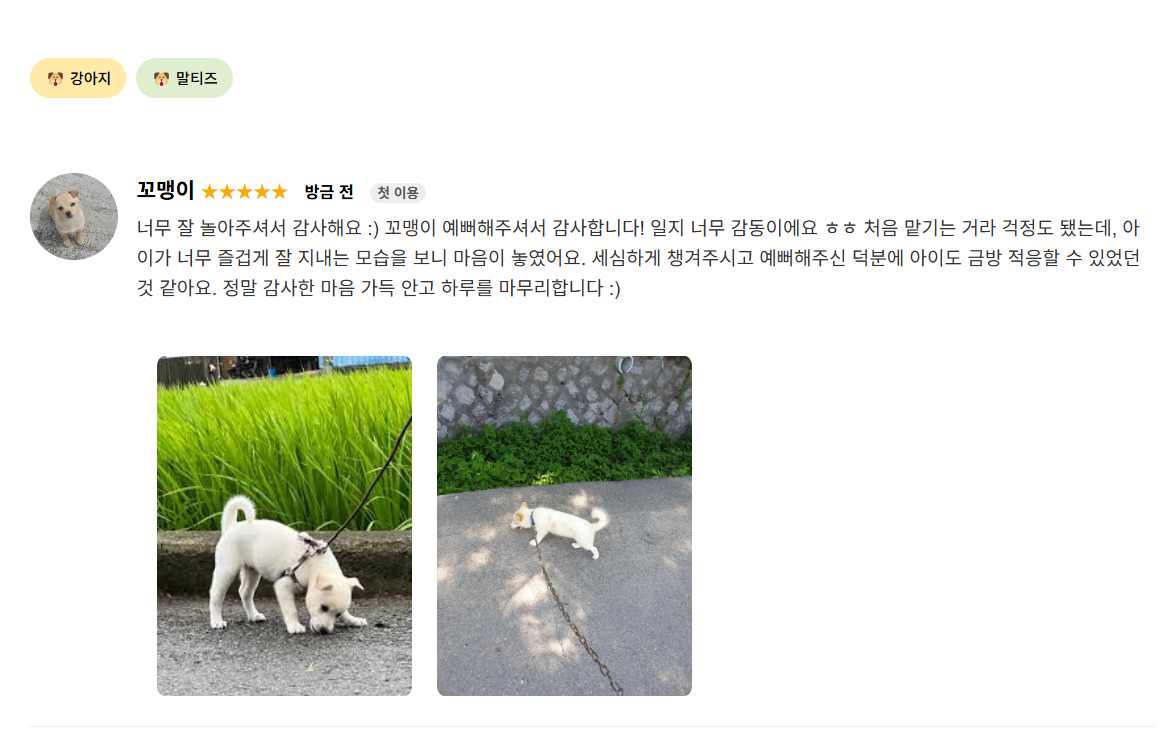 강아지 말티즈
꼬맹이 ★★★★★ 방금 전 첫 이용
너무 잘 놀아주셔서 감사해요 :) 꼬맹이 예뻐해주셔서 감사합니다! 일지 너무 감동이에요 ㅎㅎ 처음 맡기는 거라 걱정도 됐는데, 아
이가 너무 즐겁게 잘 지내는 모습을 보니 마음이 놓였어요. 세심하게 챙겨주시고 예뻐해주신 덕분에 아이도 금방 적응할 수 있었던
것 같아요. 정말 감사한 마음 가득 안고 하루를 마무리합니다 :)